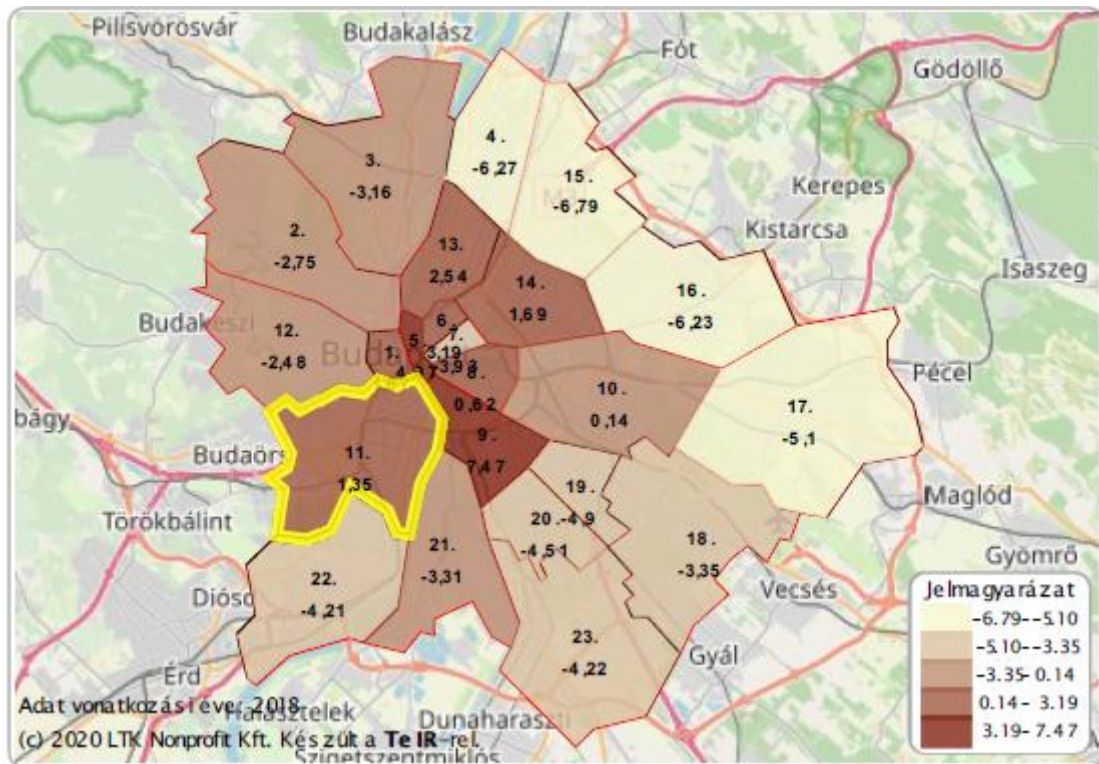 Pilisvörösvár
Budakalász
Fót
Gödöllő
4.
-6,27
3.
-3,16
15.
-6,79
Kerepes
Kistarcsa
2.
-2,75
13.
2,54
14.
1,69
16.
-6,23
Isaszeg
Budakeszi
12.
-2,48
6.
5.
7.
1.
3,19
8.
0,62
10.
0,14
Pécel
17.
-5,1
9.
7,47
bágy
Budaörs
11.
1,35
Maglód
Törökbálint
19.
-4,9
20.
-4,51
18.
-3,35
21.
-3,31
Vecsés
Gyömrő
22.
-4,21
Diósd
23.
-4,22
Gyál
Érd
Jelmagyarázat
-6.79--5.10
-5.10--3.35
-3.35-0.14
0.14-3.19
3.19-7.47
Adat vonatkozási éve: 2018
Halásztelek
Dunaharaszti
(c) 2020 LTK Nonprofit Kft. Készült a TeIR-rel.
Szigetszentmiklós